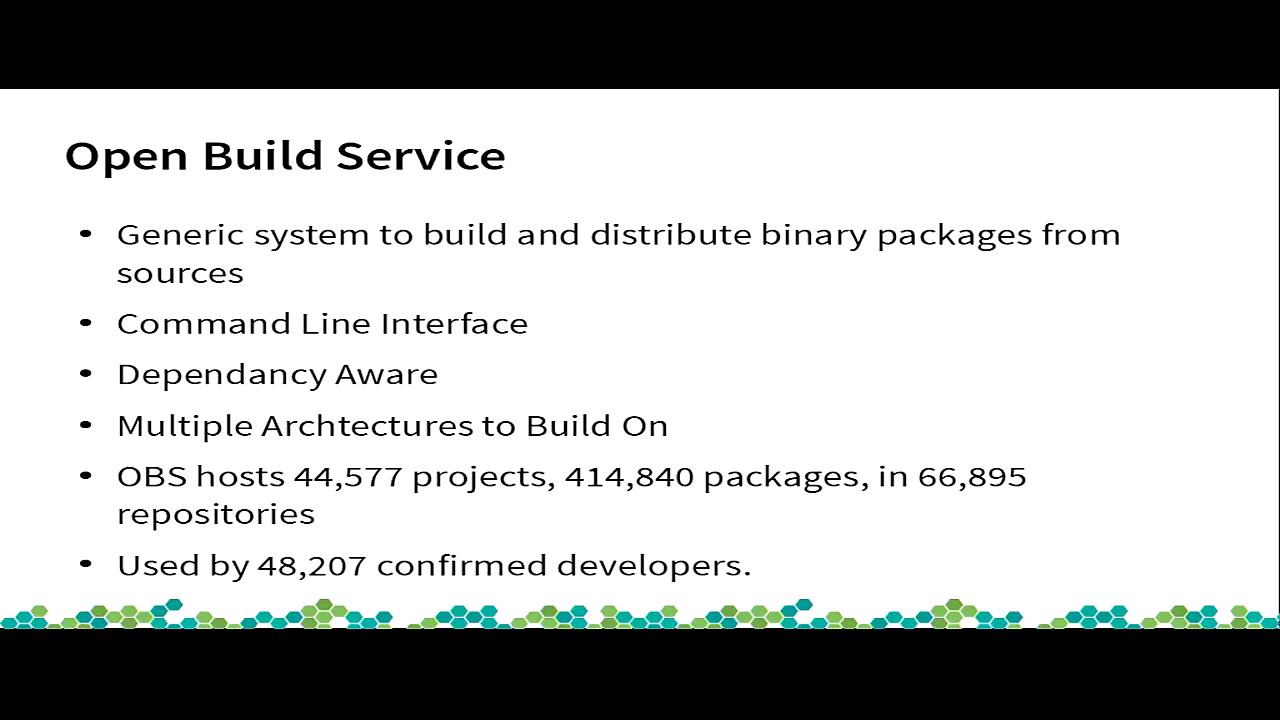 Open Build Service
• Generic system to build and distribute binary packages from
sources
• Command Line Interface
• Dependancy Aware
• Multiple Archtectures to Build On
• OBS hosts 44,577 projects, 414,840 packages, in 66,895
repositories
• Used by 48,207 confirmed developers.